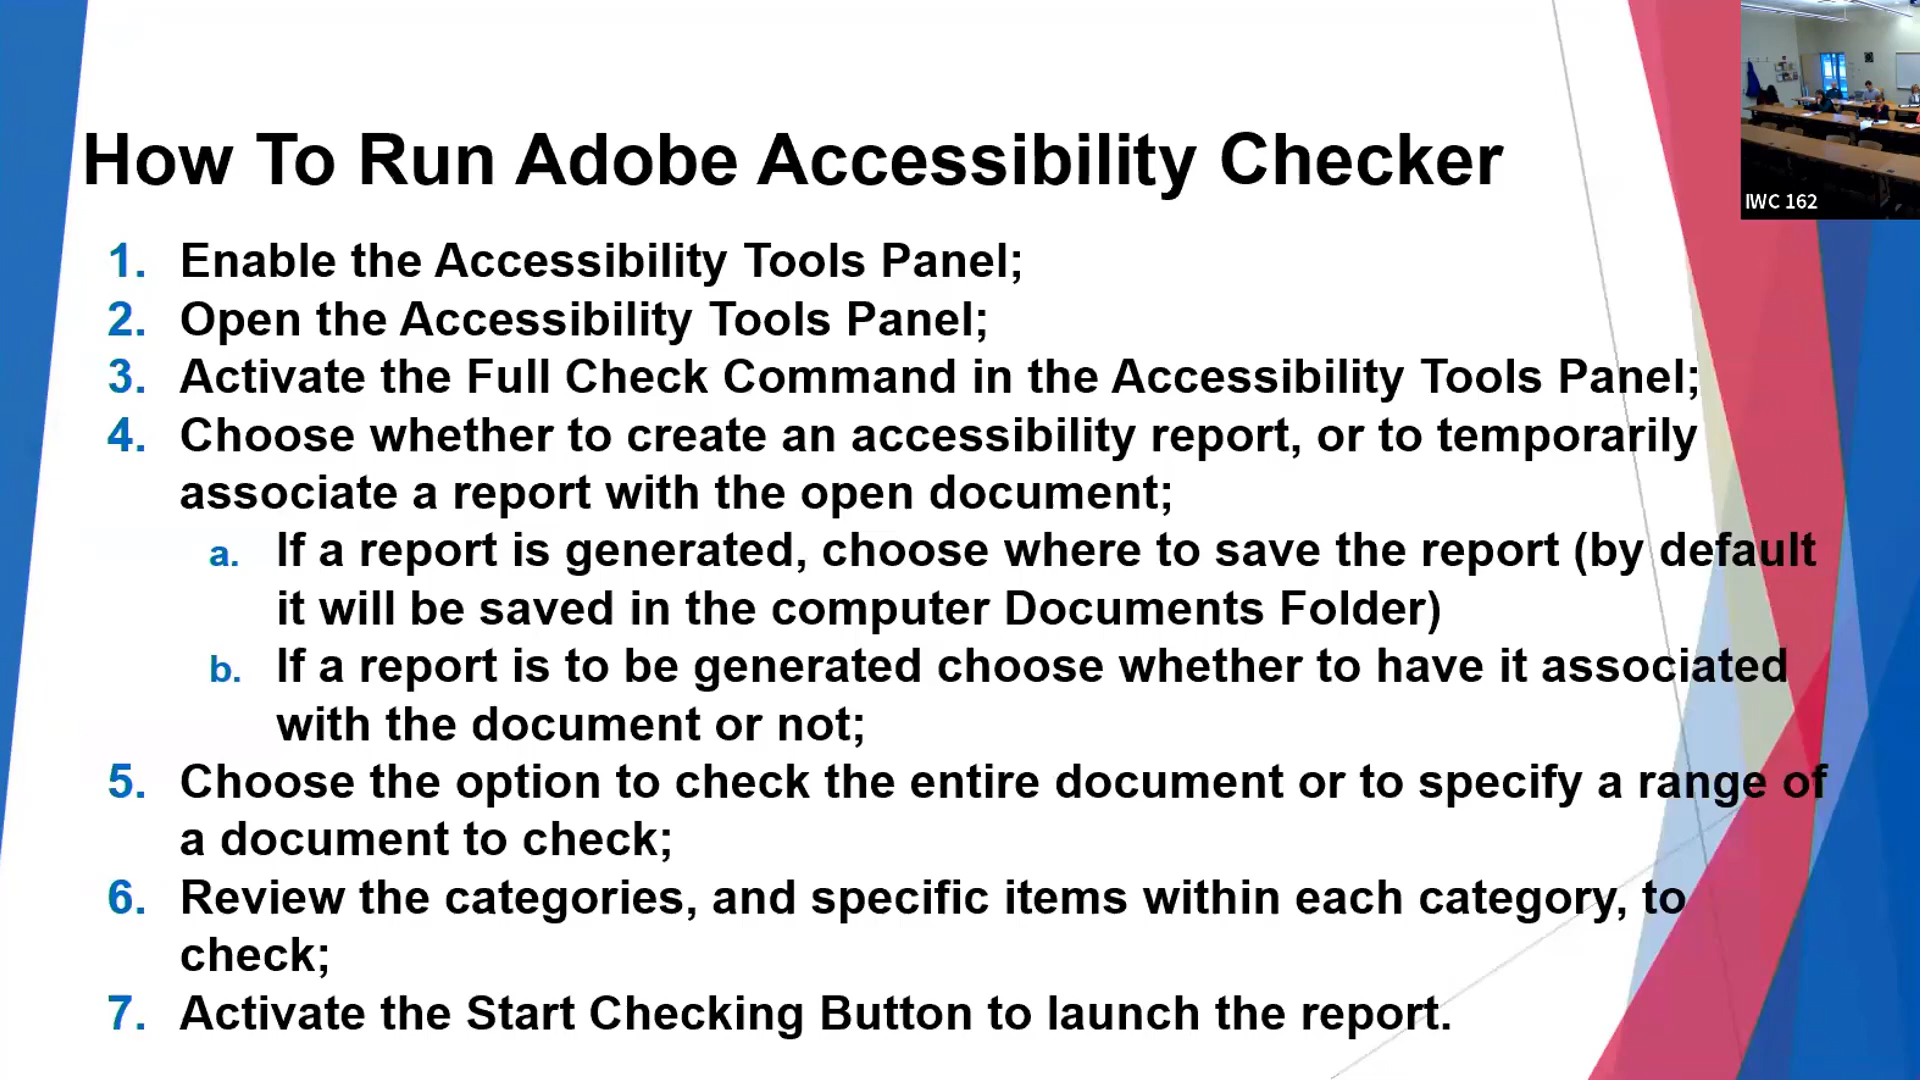 How To Run Adobe Accessibility Checker
IWC 162
1. Enable the Accessibility Tools Panel;
2. Open the Accessibility Tools Panel;
3. Activate the Full Check Command in the Accessibility Tools Panel;
4. Choose whether to create an accessibility report, or to temporarily
associate a report with the open document;
a. If a report is generated, choose where to save the report (by default
it will be saved in the computer Documents Folder)
b. If a report is to be generated choose whether to have it associated
with the document or not;
5. Choose the option to check the entire document or to specify a range of
a document to check;
6. Review the categories, and specific items within each category, to
check;
7. Activate the Start Checking Button to launch the report.